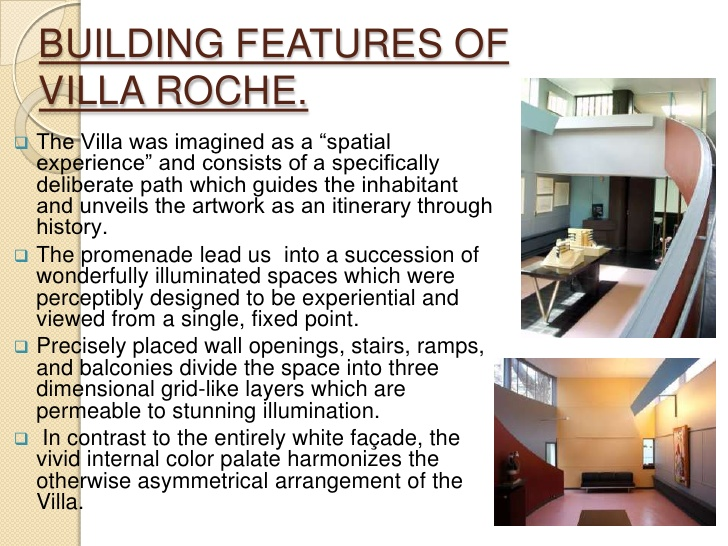 BUILDING FEATURES OF
VILLA ROCHE.
The Villa was imagined as a “spatial
experience” and consists of a specifically
deliberate path which guides the inhabitant
and unveils the artwork as an itinerary through
history.
The promenade lead us  into a succession of
wonderfully illuminated spaces which were
perceptibly designed to be experiential and
viewed from a single, fixed point.
Precisely placed wall openings, stairs, ramps,
and balconies divide the space into three
dimensional grid-like layers which are
permeable to stunning illumination.
In contrast to the entirely white façade, the
vivid internal color palate harmonizes the
otherwise asymmetrical arrangement of the
Villa.